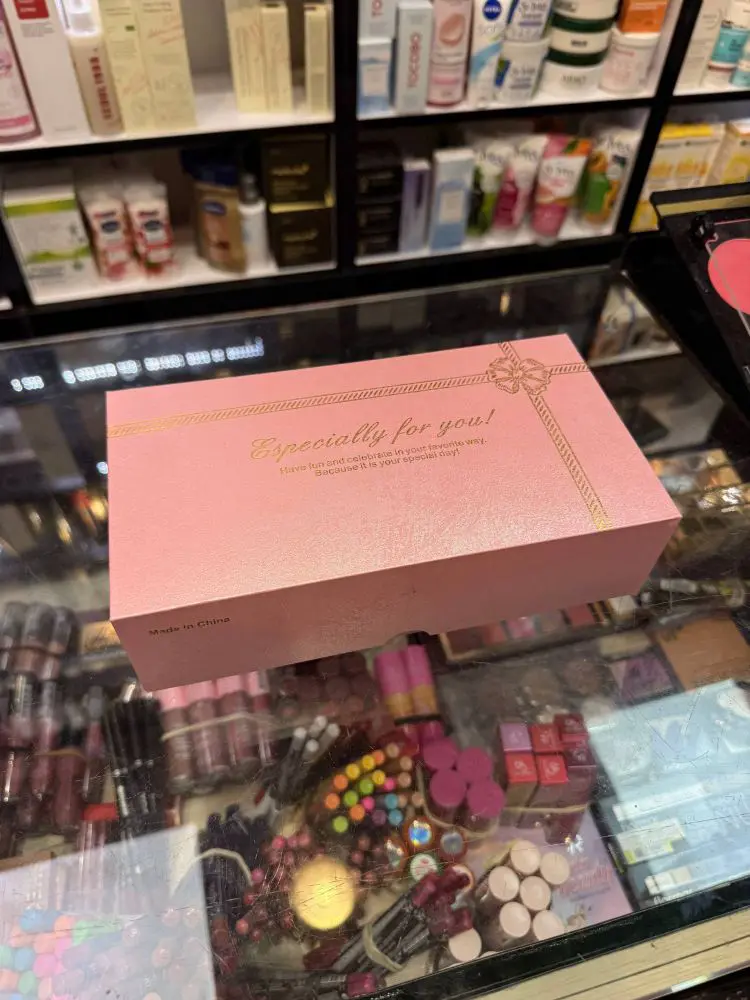 TOCOBO
NIVEA
Especially for you!
Have fun and celebrate in your favorite way.
Because it is your special day!
Made in China